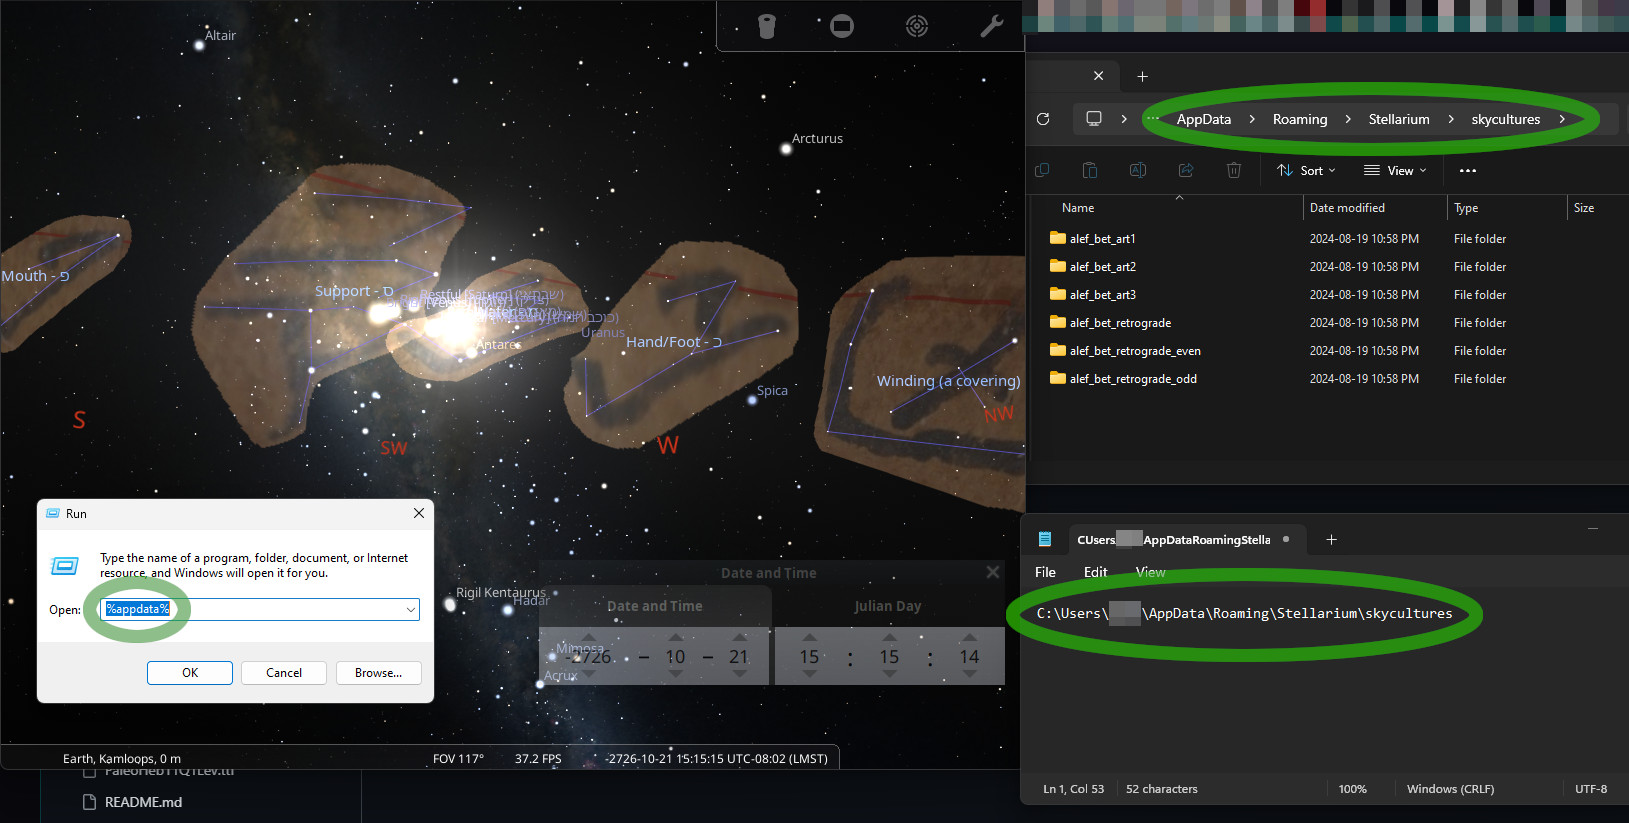 Altair
Arcturus
Mouth - פ
Support - ס
Restful [Saturn] (שבתאי)
Uranus
Antares
Hand/Foot - כ
Spica
Winding (a covering)
S
SW
W
NW
Rigil Kentaurus
Hadar
Mimosa
Acrux
Date and Time
Date and Time
Julian Day
-2726 - 10 - 21 15 : 15 : 14
Earth, Kamloops, 0 m FOV 117° 37.2 FPS -2726-10-21 15:15:15 UTC-08:02 (LMST)
README.md
Run
Type the name of a program, folder, document, or Internet
resource, and Windows will open it for you.
Open: %appdata%
OK Cancel Browse...
AppData > Roaming > Stellarium > skycultures >
Sort View
Name Date modified Type Size
alef_bet_art1 2024-08-19 10:58 PM File folder
alef_bet_art2 2024-08-19 10:58 PM File folder
alef_bet_art3 2024-08-19 10:58 PM File folder
alef_bet_retrograde 2024-08-19 10:58 PM File folder
alef_bet_retrograde_even 2024-08-19 10:58 PM File folder
alef_bet_retrograde_odd 2024-08-19 10:58 PM File folder
CUsers AppDataRoamingStella
File Edit View
C:\Users\ \AppData\Roaming\Stellarium\skycultures
Ln 1, Col 53 52 characters 100% Windows (CRLF) UTF-8